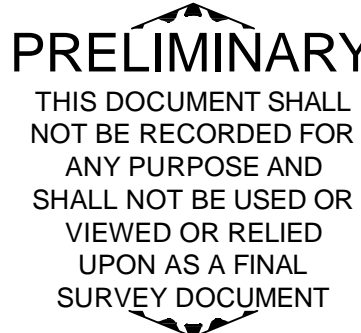 PRELIMINARY
THIS DOCUMENT SHALL
NOT BE RECORDED FOR
ANY PURPOSE AND
SHALL NOT BE USED OR
VIEWED OR RELIED
UPON AS A FINAL
SURVEY DOCUMENT